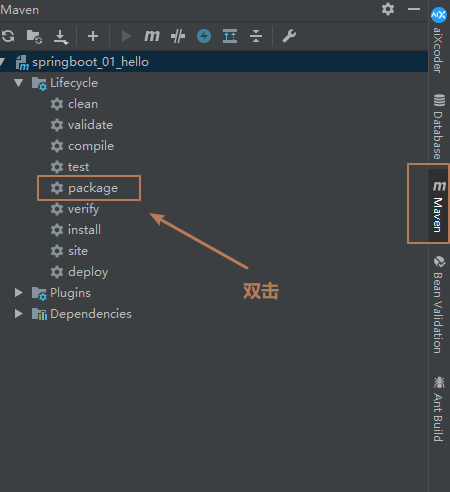 Maven
springboot_01_hello
Lifecycle
clean
validate
compile
test
package
verify
install
site
deploy
Plugins
Dependencies
双击
aiXcoder
Database
m Maven
Bean Validation
Ant Build